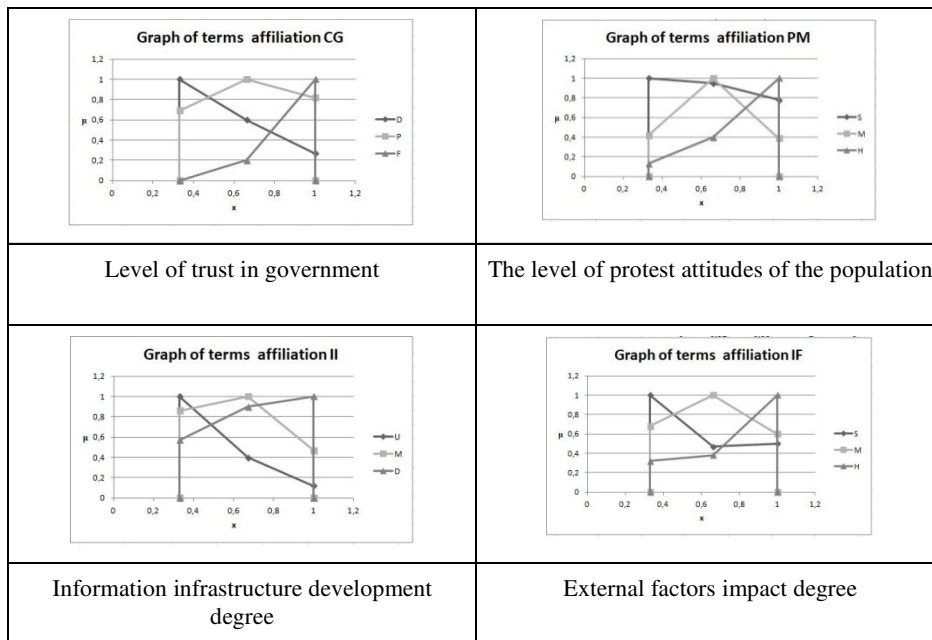 Graph of terms affiliation CG
1,2
1
0,8
μ 0,6
0,4
0,2
0
0 0,2 0,4 0,6 0,8 1 1,2
x
D
P
F
Level of trust in government
Graph of terms affiliation PM
1,2
1
0,8
μ 0,6
0,4
0,2
0
0 0,2 0,4 0,6 0,8 1 1,2
x
S
M
H
The level of protest attitudes of the population
Graph of terms affiliation II
1,2
1
0,8
μ 0,6
0,4
0,2
0
0 0,2 0,4 0,6 0,8 1 1,2
x
U
M
D
Information infrastructure development
degree
Graph of terms affiliation IF
1,2
1
0,8
μ 0,6
0,4
0,2
0
0 0,2 0,4 0,6 0,8 1 1,2
x
S
M
H
External factors impact degree